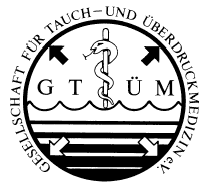 GESELLSCHAFT FÜR TAUCH-UND ÜBERDRUCKMEDIZIN e.V.
G T Ü M